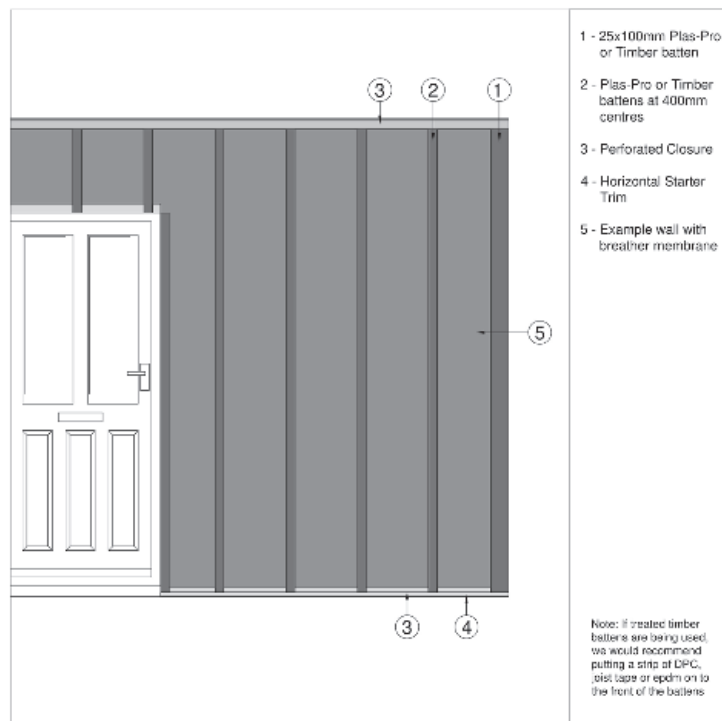 1 - 25x100mm Plas-Pro
or Timber batten
2 - Plas-Pro or Timber
battens at 400mm
centres
3 - Perforated Closure
4 - Horizontal Starter
Trim
5 - Example wall with
breather membrane
3
2
1
5
3
4
Note: If treated timber
battens are being used,
we would recommend
putting a strip of DPC,
joist tape or epdm on to
the front of the battens